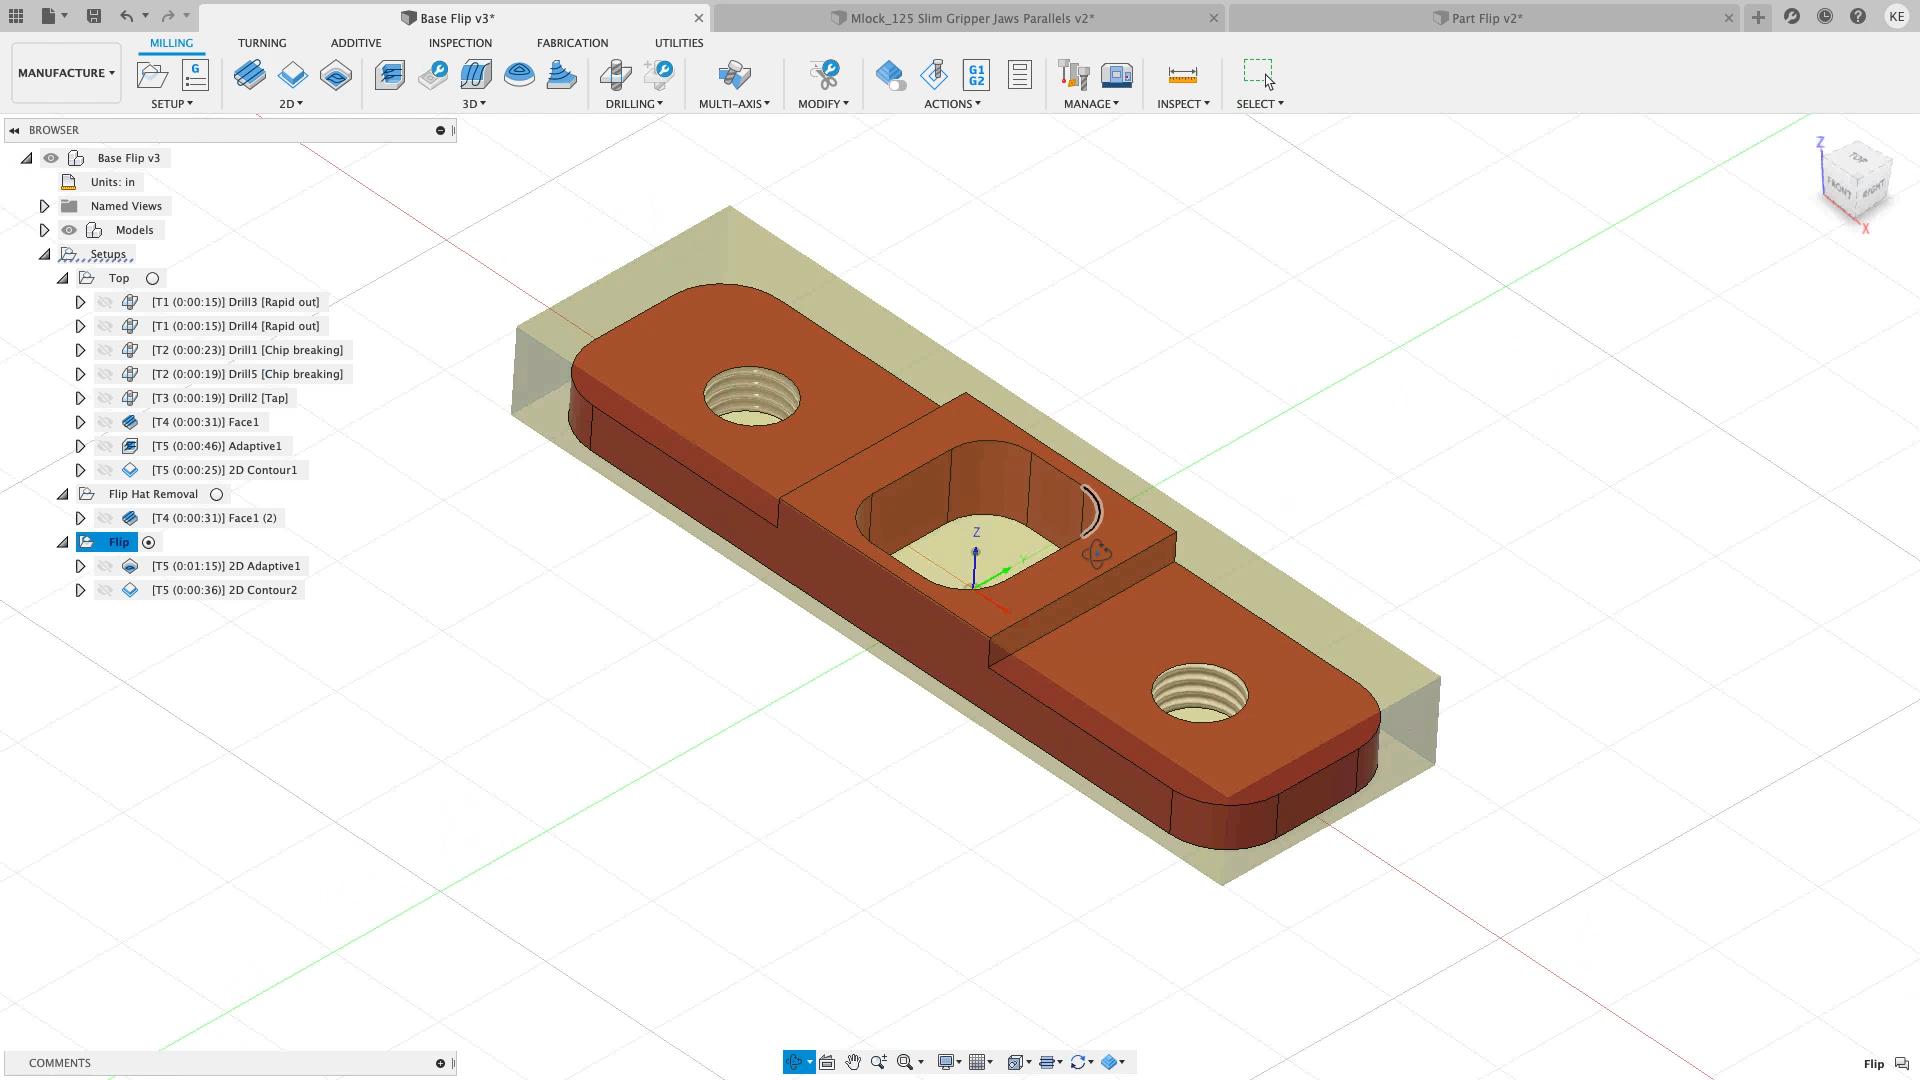 Base Flip v3*
Mlock_125 Slim Gripper Jaws Parallels v2*
Part Flip v2*
KE
MANUFACTURE
MILLING
TURNING
ADDITIVE
INSPECTION
FABRICATION
UTILITIES
G
G1
G2
SETUP
2D
3D
DRILLING
MULTI-AXIS
MODIFY
ACTIONS
MANAGE
INSPECT
SELECT
BROWSER
Base Flip v3
Units: in
Named Views
Models
Setups
Top
[T1 (0:00:15)] Drill3 [Rapid out]
[T1 (0:00:15)] Drill4 [Rapid out]
[T2 (0:00:23)] Drill1 [Chip breaking]
[T2 (0:00:19)] Drill5 [Chip breaking]
[T3 (0:00:19)] Drill2 [Tap]
[T4 (0:00:31)] Face1
[T5 (0:00:46)] Adaptive1
[T5 (0:00:25)] 2D Contour1
Flip Hat Removal
[T4 (0:00:31)] Face1 (2)
Flip
[T5 (0:01:15)] 2D Adaptive1
[T5 (0:00:36)] 2D Contour2
Z
TOP
FRONT
RIGHT
X
Z
Y
COMMENTS
Flip